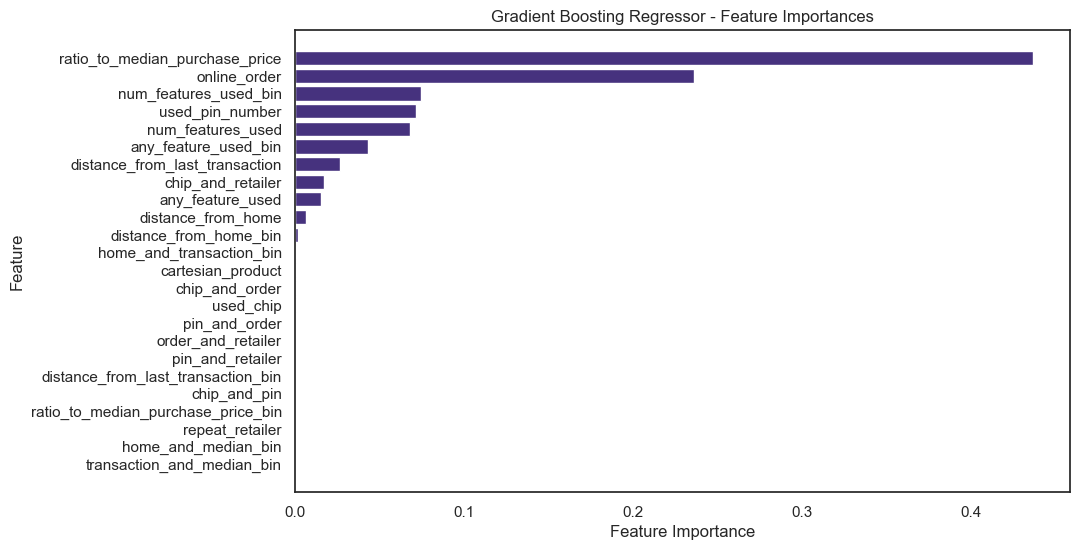 Gradient Boosting Regressor - Feature Importances
ratio_to_median_purchase_price
online_order
num_features_used_bin
used_pin_number
num_features_used
any_feature_used_bin
distance_from_last_transaction
chip_and_retailer
any_feature_used
distance_from_home
distance_from_home_bin
home_and_transaction_bin
cartesian_product
chip_and_order
used_chip
pin_and_order
order_and_retailer
pin_and_retailer
distance_from_last_transaction_bin
chip_and_pin
ratio_to_median_purchase_price_bin
repeat_retailer
home_and_median_bin
transaction_and_median_bin
Feature
0.0 0.1 0.2 0.3 0.4
Feature Importance